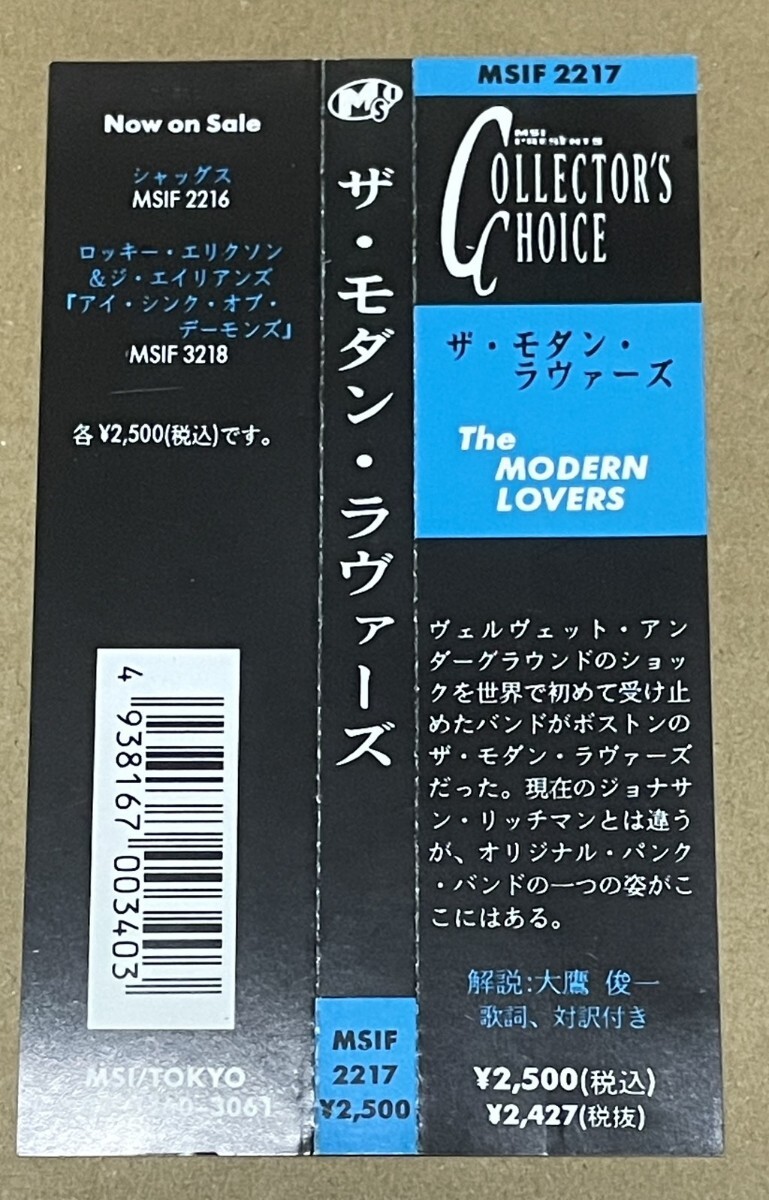 Now on Sale
シャッグス
MSIF 2216
ロッキー・エリクソン
&ジ・エイリアンズ
『アイ・シンク・オブ・
デーモンズ』
MSIF 3218
各¥2,500(税込)です。
4 938167 003403
MSI/TOKYO
3061
MSI
ザ・モダン・ラヴァーズ
MSIF
2217
¥2,500
MSIF 2217
MSI
PRESENTS
COLLECTOR'S
CHOICE
ザ・モダン・
ラヴァーズ
The
MODERN
LOVERS
ヴェルヴェット・アン
ダーグラウンドのショッ
クを世界で初めて受け止
めたバンドがボストンの
ザ・モダン・ラヴァーズ
だった。現在のジョナサ
ン・リッチマンとは違う
が、オリジナル・パンク
・バンドの一つの姿がこ
こにはある。
解説:大鷹 俊一
歌詞、対訳付き
¥2,500(税込)
¥2,427(税抜)